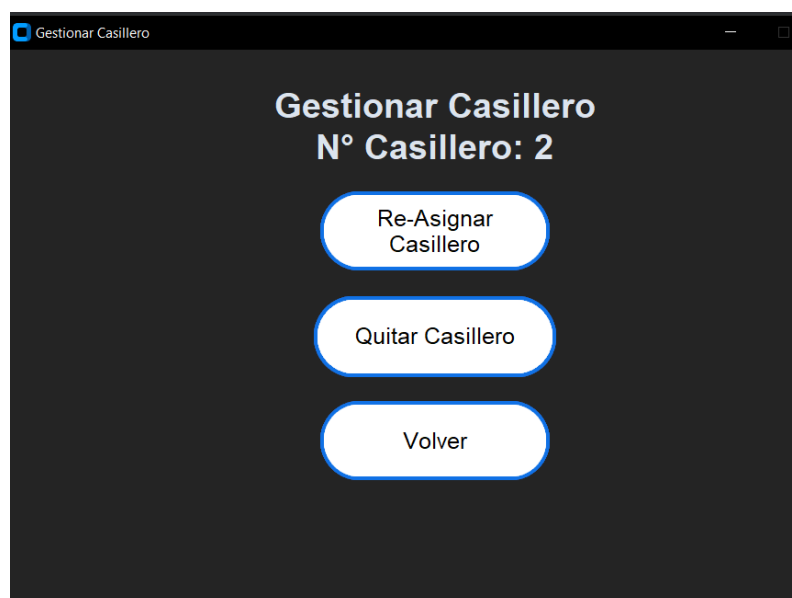 Gestionar Casillero
Gestionar Casillero
N° Casillero: 2
Re-Asignar
Casillero
Quitar Casillero
Volver